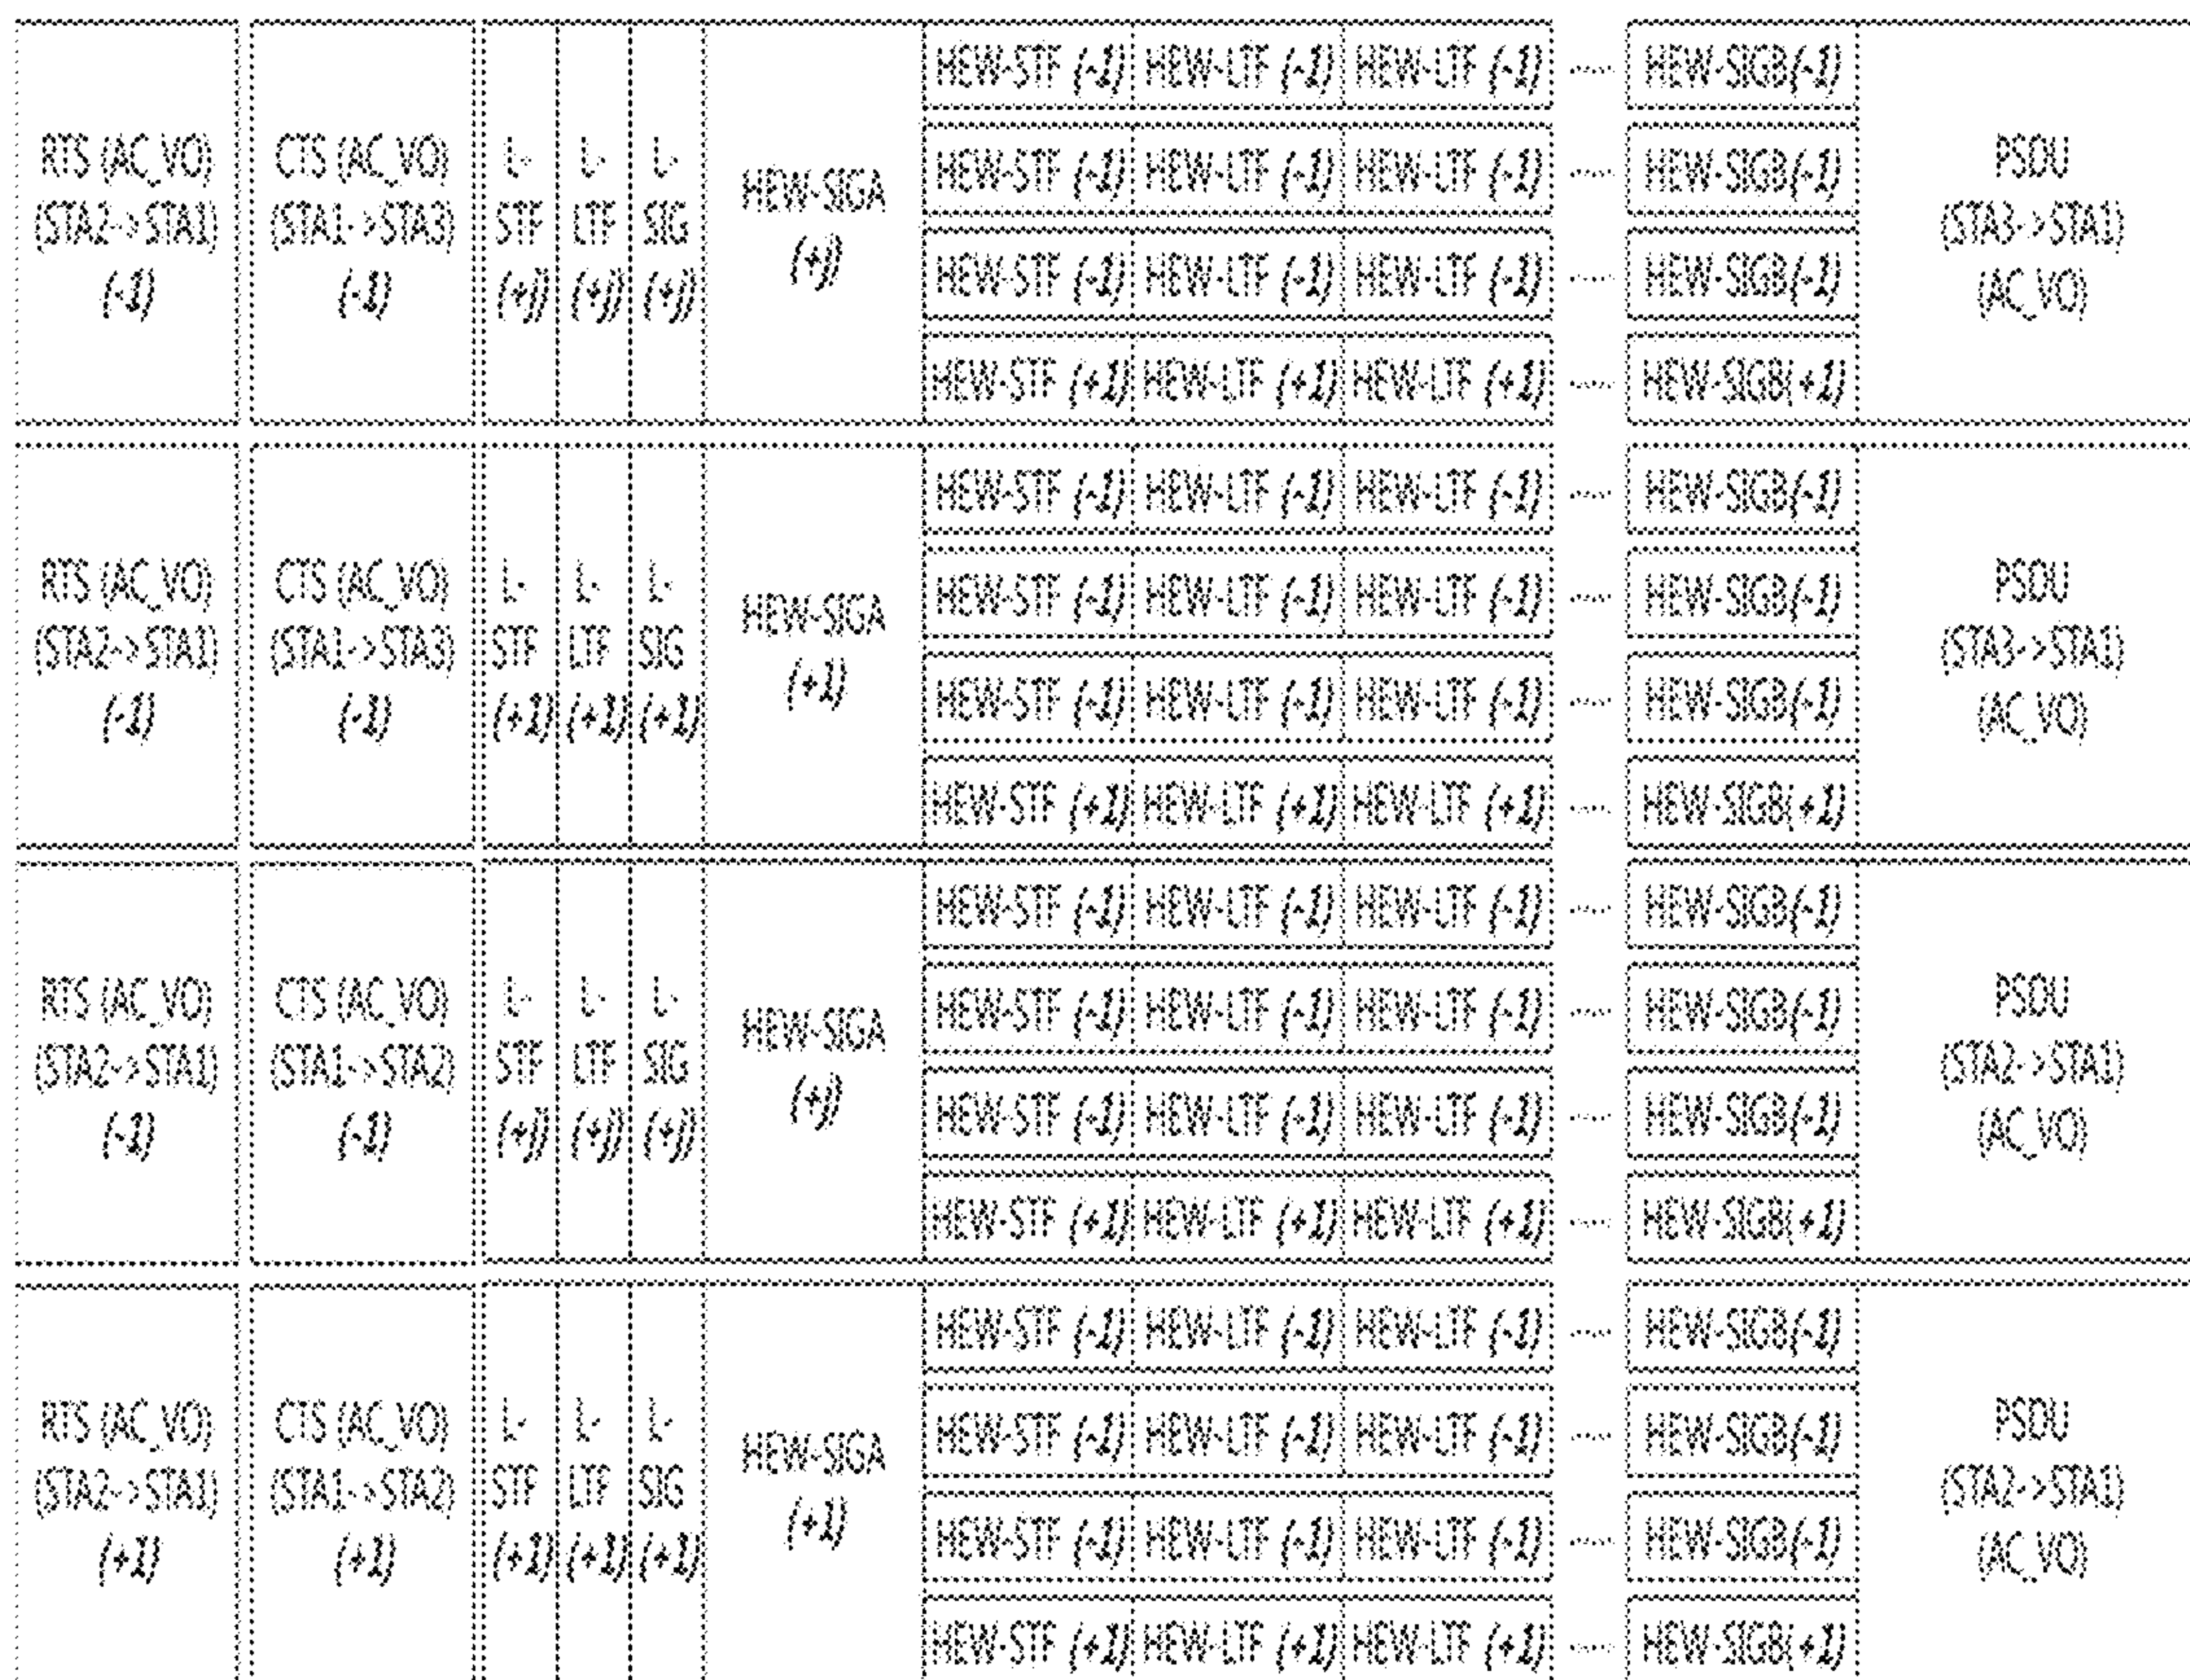 RTS (AC_VO)
(STA2->STA1)
(-1)
CTS (AC_VO)
(STA1->STA3)
(-1)
L-
STF
(+j)
L-
LTF
(+j)
L-
SIG
(+j)
HEW-SIGA
(+j)
HEW-STF (-1) HEW-LTF (-1) HEW-LTF (-1) ---- HEW-SIGB(-1)
HEW-STF (-1) HEW-LTF (-1) HEW-LTF (-1) ---- HEW-SIGB(-1)
HEW-STF (-1) HEW-LTF (-1) HEW-LTF (-1) ---- HEW-SIGB(-1)
HEW-STF (+1) HEW-LTF (+1) HEW-LTF (+1) ---- HEW-SIGB(+1)
PSDU
(STA3->STA1)
(AC_VO)
RTS (AC_VO)
(STA2->STA1)
(-1)
CTS (AC_VO)
(STA1->STA3)
(-1)
L-
STF
(+1)
L-
LTF
(+1)
L-
SIG
(+1)
HEW-SIGA
(+1)
HEW-STF (-1) HEW-LTF (-1) HEW-LTF (-1) ---- HEW-SIGB(-1)
HEW-STF (-1) HEW-LTF (-1) HEW-LTF (-1) ---- HEW-SIGB(-1)
HEW-STF (-1) HEW-LTF (-1) HEW-LTF (-1) ---- HEW-SIGB(-1)
HEW-STF (+1) HEW-LTF (+1) HEW-LTF (+1) ---- HEW-SIGB(+1)
PSDU
(STA3->STA1)
(AC_VO)
RTS (AC_VO)
(STA2->STA1)
(-1)
CTS (AC_VO)
(STA1->STA2)
(-1)
L-
STF
(+j)
L-
LTF
(+j)
L-
SIG
(+j)
HEW-SIGA
(+j)
HEW-STF (-1) HEW-LTF (-1) HEW-LTF (-1) ---- HEW-SIGB(-1)
HEW-STF (-1) HEW-LTF (-1) HEW-LTF (-1) ---- HEW-SIGB(-1)
HEW-STF (-1) HEW-LTF (-1) HEW-LTF (-1) ---- HEW-SIGB(-1)
HEW-STF (+1) HEW-LTF (+1) HEW-LTF (+1) ---- HEW-SIGB(+1)
PSDU
(STA2->STA1)
(AC_VO)
RTS (AC_VO)
(STA2->STA1)
(+1)
CTS (AC_VO)
(STA1->STA2)
(+1)
L-
STF
(+1)
L-
LTF
(+1)
L-
SIG
(+1)
HEW-SIGA
(+1)
HEW-STF (-1) HEW-LTF (-1) HEW-LTF (-1) ---- HEW-SIGB(-1)
HEW-STF (-1) HEW-LTF (-1) HEW-LTF (-1) ---- HEW-SIGB(-1)
HEW-STF (-1) HEW-LTF (-1) HEW-LTF (-1) ---- HEW-SIGB(-1)
HEW-STF (+1) HEW-LTF (+1) HEW-LTF (+1) ---- HEW-SIGB(+1)
PSDU
(STA2->STA1)
(AC_VO)